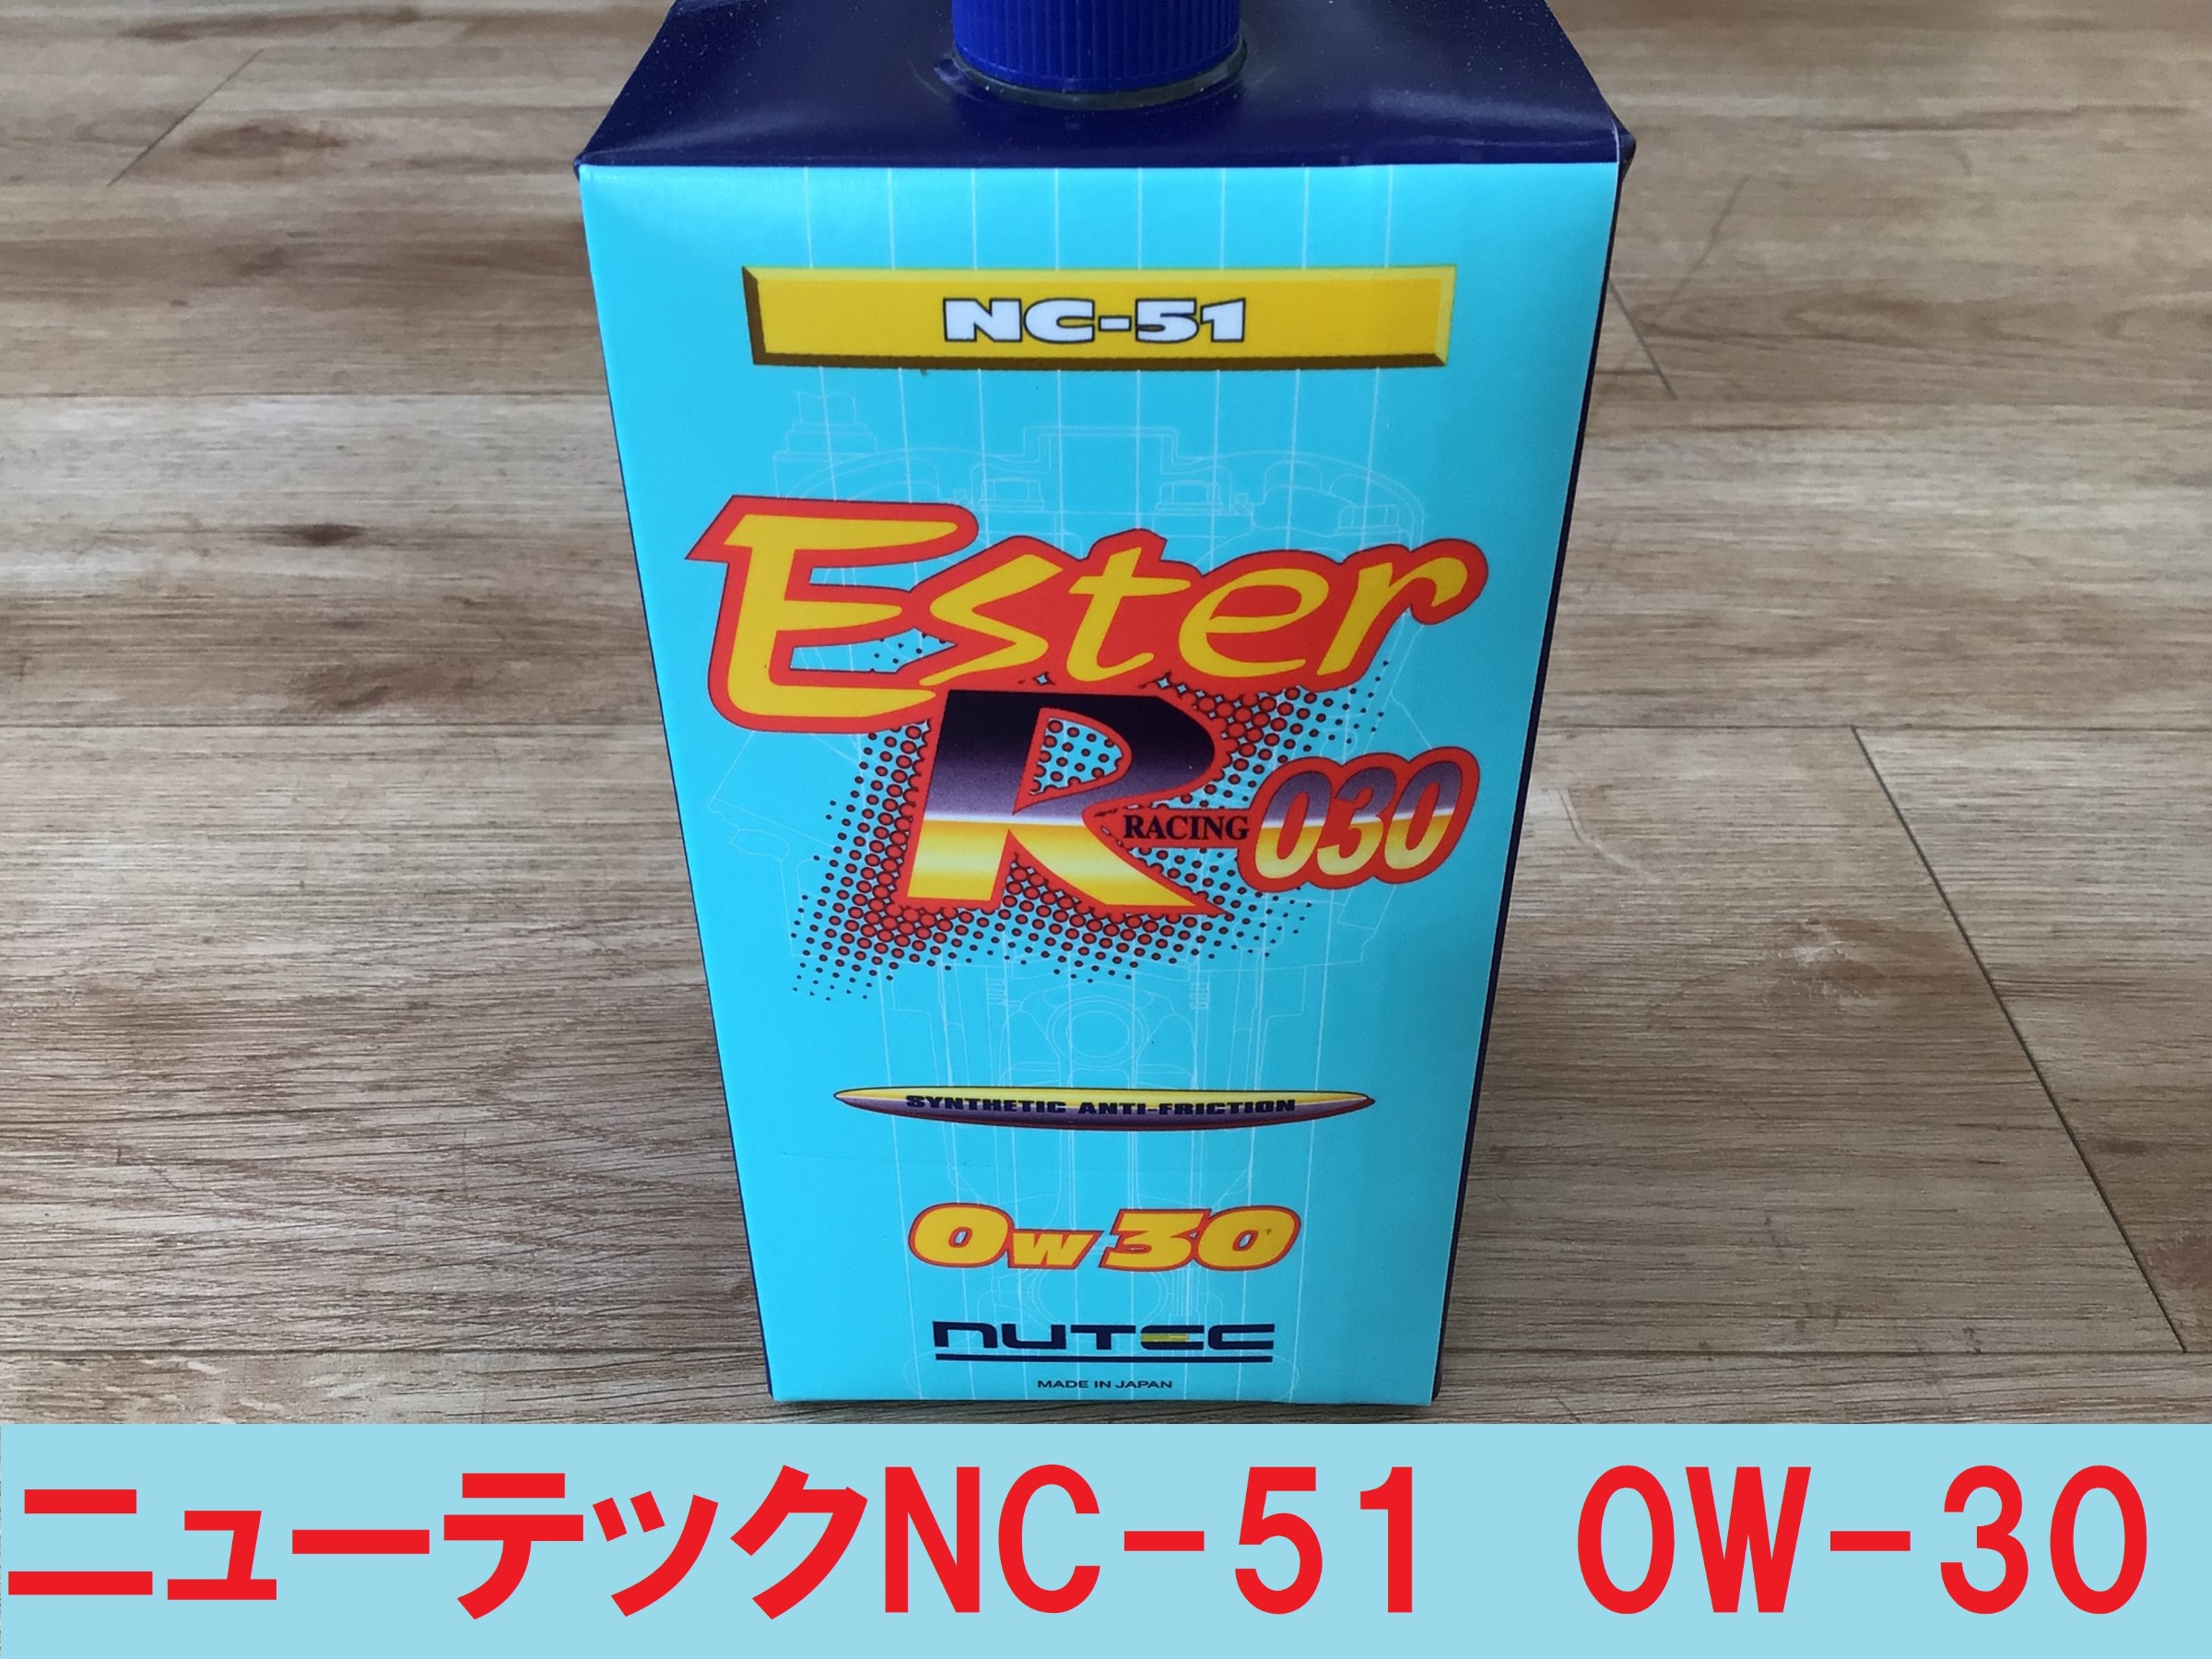 NC-51
Ester
R
RACING 030
SYNTHETIC ANTI-FRICTION
0W30
NUTEC
MADE IN JAPAN
ニューテックNC-51　0W-30